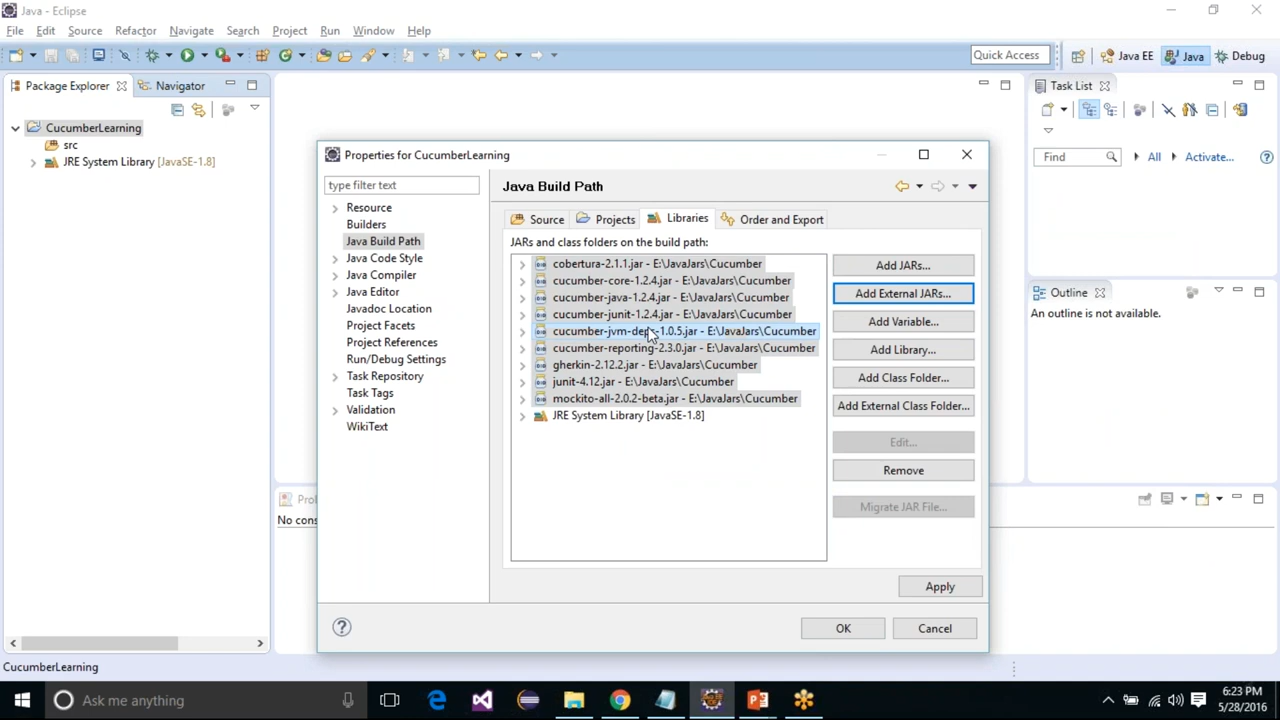 Java - Eclipse
File Edit Source Refactor Navigate Search Project Run Window Help
Quick Access
Java EE
Java
Debug
Package Explorer
Navigator
CucumberLearning
src
JRE System Library [JavaSE-1.8]
Task List
Find
All
Activate...
Outline
An outline is not available.
Properties for CucumberLearning
type filter text
Resource
Builders
Java Build Path
Java Code Style
Java Compiler
Java Editor
Javadoc Location
Project Facets
Project References
Run/Debug Settings
Task Repository
Task Tags
Validation
WikiText
Java Build Path
Source
Projects
Libraries
Order and Export
JARs and class folders on the build path:
cobertura-2.1.1.jar - E:\JavaJars\Cucumber
cucumber-core-1.2.4.jar - E:\JavaJars\Cucumber
cucumber-java-1.2.4.jar - E:\JavaJars\Cucumber
cucumber-junit-1.2.4.jar - E:\JavaJars\Cucumber
cucumber-jvm-deps-1.0.5.jar - E:\JavaJars\Cucumber
cucumber-reporting-2.3.0.jar - E:\JavaJars\Cucumber
gherkin-2.12.2.jar - E:\JavaJars\Cucumber
junit-4.12.jar - E:\JavaJars\Cucumber
mockito-all-2.0.2-beta.jar - E:\JavaJars\Cucumber
JRE System Library [JavaSE-1.8]
Add JARs...
Add External JARs...
Add Variable...
Add Library...
Add Class Folder...
Add External Class Folder...
Edit...
Remove
Migrate JAR File...
Apply
OK
Cancel
Prol
No cons
CucumberLearning
Ask me anything
6:23 PM
5/28/2016